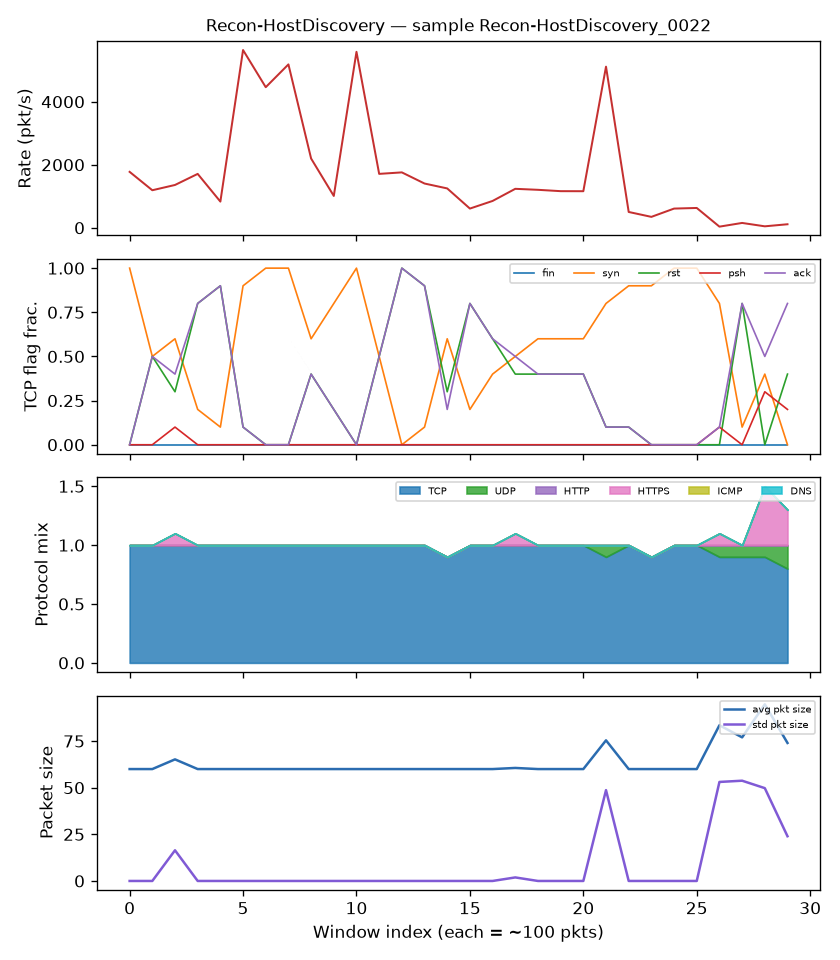 Recon-HostDiscovery — sample Recon-HostDiscovery_0022
Rate (pkt/s)
4000
2000
0
TCP flag frac.
1.00
0.75
0.50
0.25
0.00
fin syn rst psh ack
Protocol mix
1.5
1.0
0.5
0.0
TCP UDP HTTP HTTPS ICMP DNS
Packet size
75
50
25
0
avg pkt size
std pkt size
0 5 10 15 20 25 30
Window index (each = ~100 pkts)